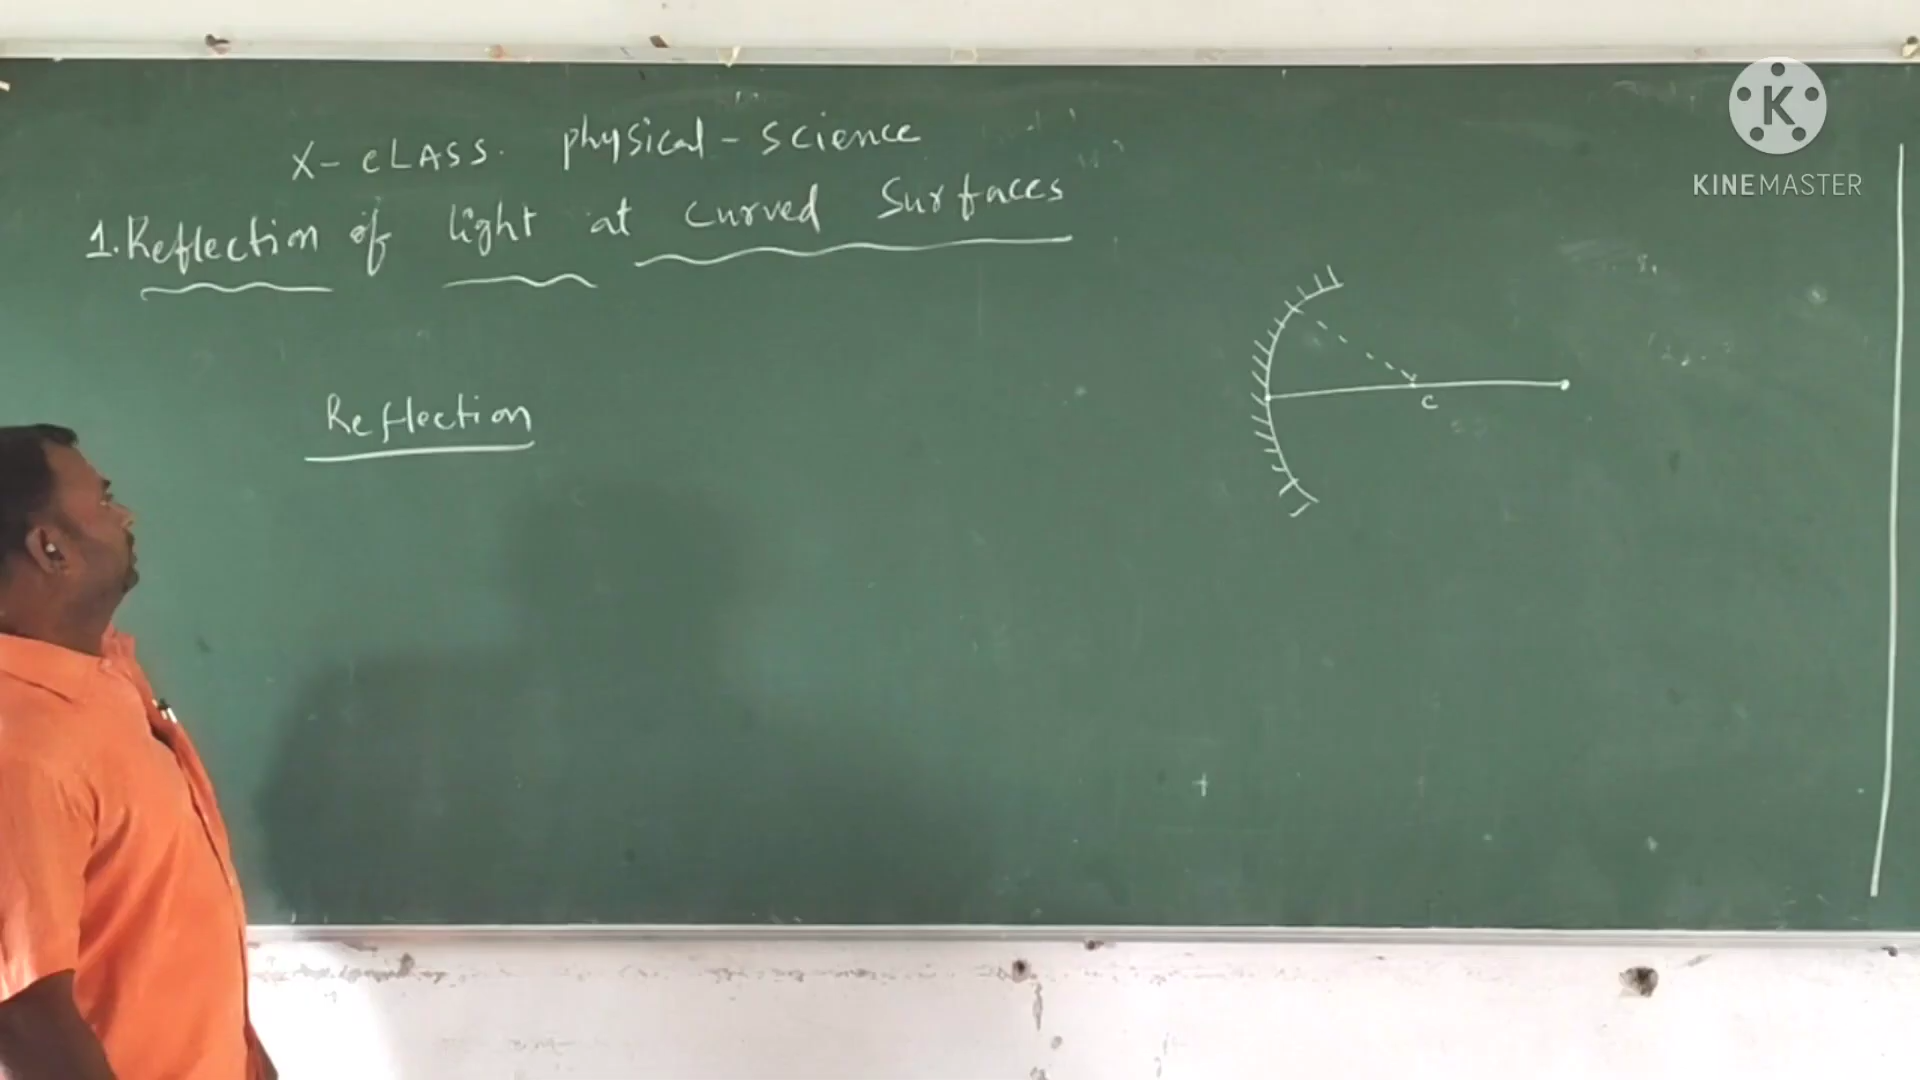 X-CLASS. physical-science
1. Reflection of light at curved surfaces
Reflection
C
K
KINEMASTER